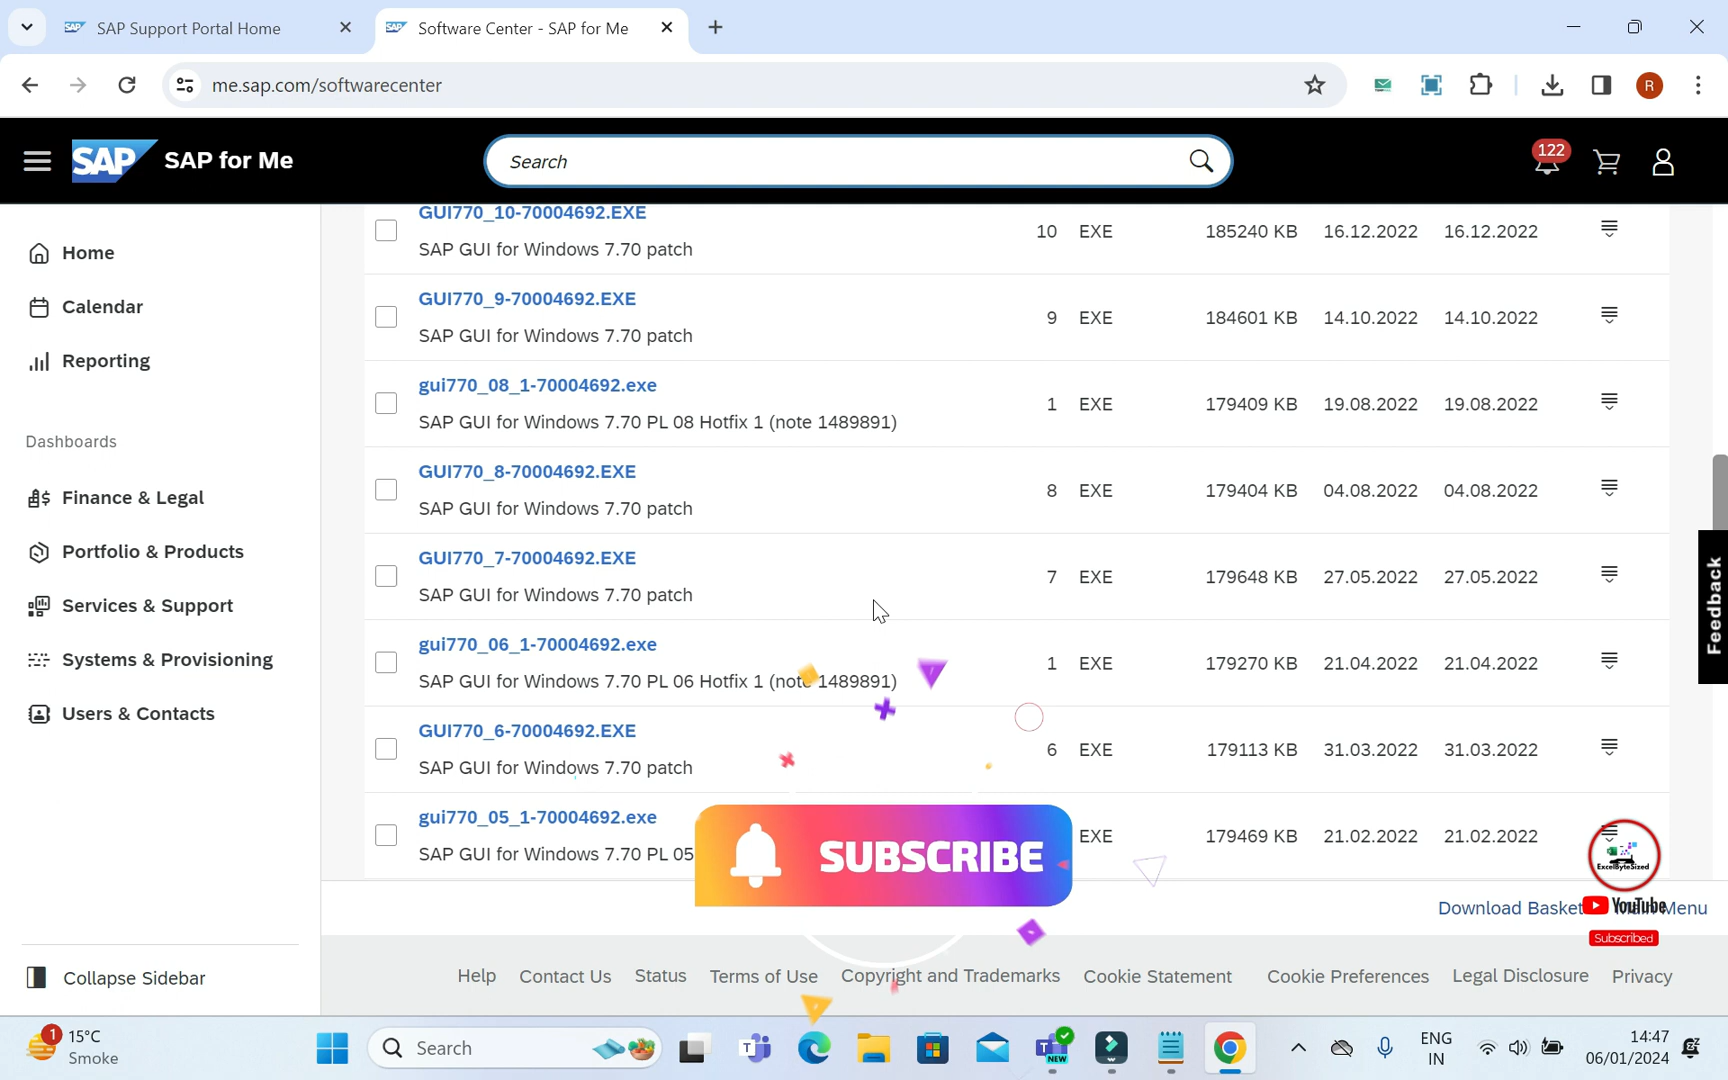 SAP Support Portal Home
Software Center - SAP for Me
me.sap.com/softwarecenter
R
SAP SAP for Me
Search
122
Home
Calendar
Reporting
Dashboards
Finance & Legal
Portfolio & Products
Services & Support
Systems & Provisioning
Users & Contacts
Collapse Sidebar
GUI770_10-70004692.EXE
SAP GUI for Windows 7.70 patch
10 EXE 185240 KB 16.12.2022 16.12.2022
GUI770_9-70004692.EXE
SAP GUI for Windows 7.70 patch
9 EXE 184601 KB 14.10.2022 14.10.2022
gui770_08_1-70004692.exe
SAP GUI for Windows 7.70 PL 08 Hotfix 1 (note 1489891)
1 EXE 179409 KB 19.08.2022 19.08.2022
GUI770_8-70004692.EXE
SAP GUI for Windows 7.70 patch
8 EXE 179404 KB 04.08.2022 04.08.2022
GUI770_7-70004692.EXE
SAP GUI for Windows 7.70 patch
7 EXE 179648 KB 27.05.2022 27.05.2022
gui770_06_1-70004692.exe
SAP GUI for Windows 7.70 PL 06 Hotfix 1 (note 1489891)
1 EXE 179270 KB 21.04.2022 21.04.2022
GUI770_6-70004692.EXE
SAP GUI for Windows 7.70 patch
6 EXE 179113 KB 31.03.2022 31.03.2022
gui770_05_1-70004692.exe
SAP GUI for Windows 7.70 PL 05
EXE 179469 KB 21.02.2022 21.02.2022
Feedback
SUBSCRIBE
ExcelByteSized
YouTube
Subscribed
Download Basket Main Menu
Help Contact Us Status Terms of Use Copyright and Trademarks Cookie Statement Cookie Preferences Legal Disclosure Privacy
1
15°C
Smoke
Search
NEW
ENG
IN
14:47
06/01/2024